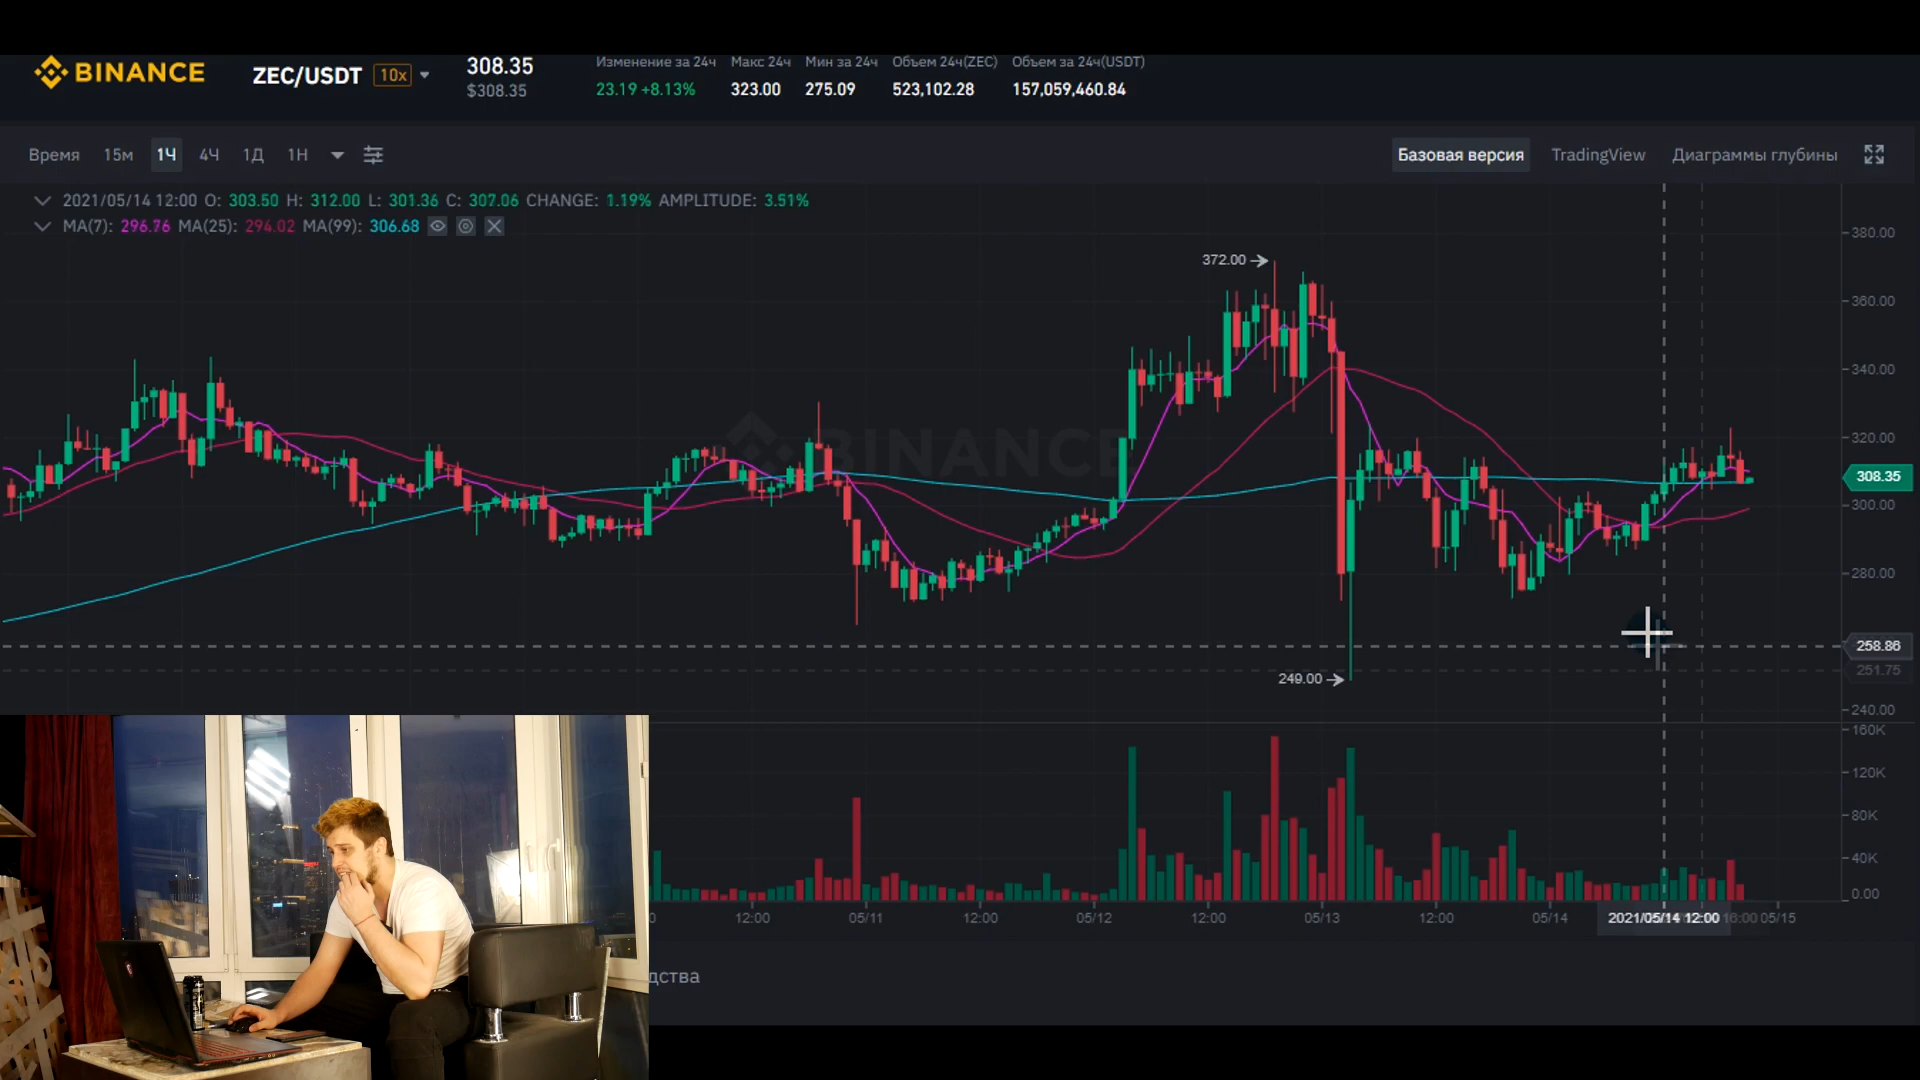 BINANCE
ZEC/USDT 10x
308.35
$308.35
Изменение за 24ч Макс 24ч Мин за 24ч Объем 24ч(ZEC) Объем за 24ч(USDT)
23.19 +8.13% 323.00 275.09 523,102.28 157,059,460.84
Время 15м 1Ч 4Ч 1Д 1Н
Базовая версия TradingView Диаграммы глубины
2021/05/14 12:00 O: 303.50 H: 312.00 L: 301.36 C: 307.06 CHANGE: 1.19% AMPLITUDE: 3.51%
MA(7): 296.76 MA(25): 294.02 MA(99): 306.68
380.00
372.00
360.00
340.00
320.00
BINANCE
308.35
300.00
280.00
258.86
251.75
249.00
240.00
160K
120K
80K
40K
0.00
0 12:00 05/11 12:00 05/12 12:00 05/13 12:00 05/14 2021/05/14 12:00 16:00 05/15
дства